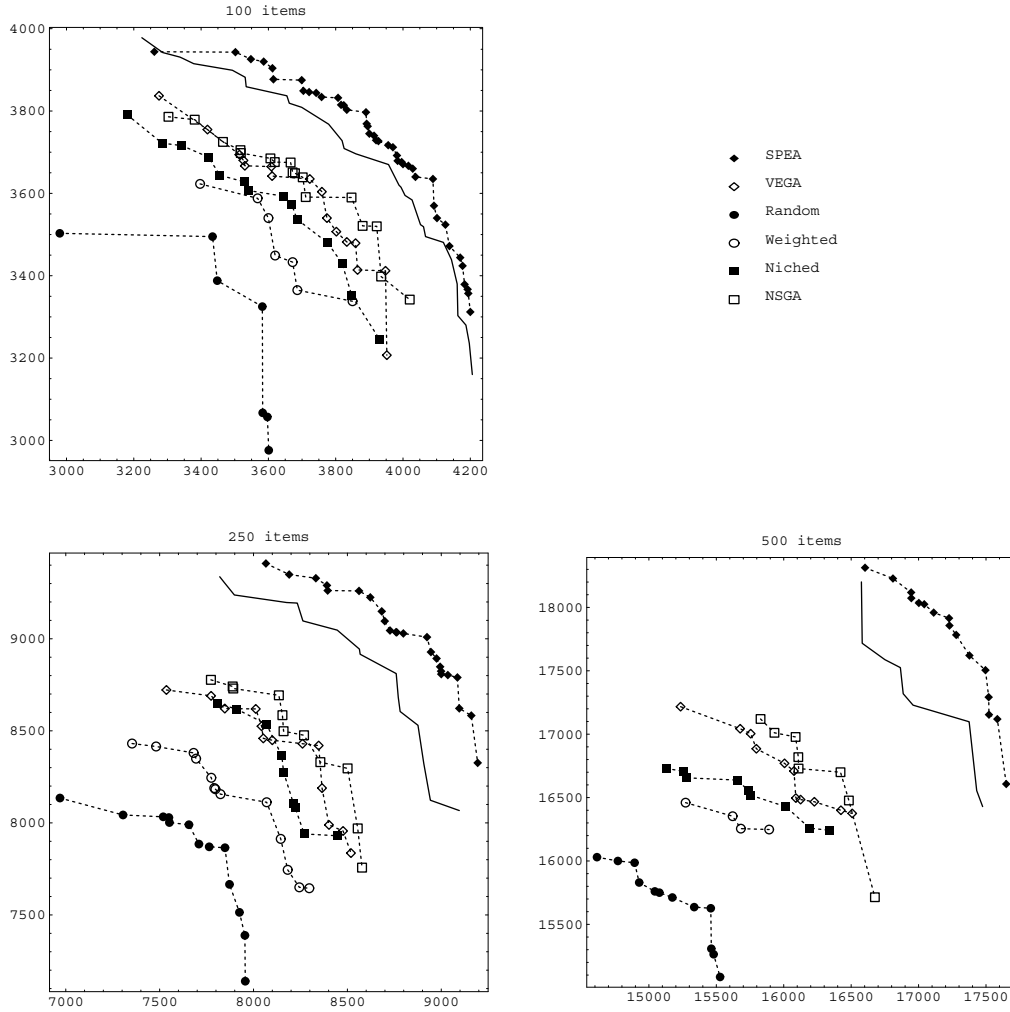 100 items
4000
3800
3600
3400
3200
3000
3000 3200 3400 3600 3800 4000 4200
SPEA
VEGA
Random
Weighted
Niched
NSGA
250 items
9000
8500
8000
7500
7000 7500 8000 8500 9000
500 items
18000
17500
17000
16500
16000
15500
15000 15500 16000 16500 17000 17500